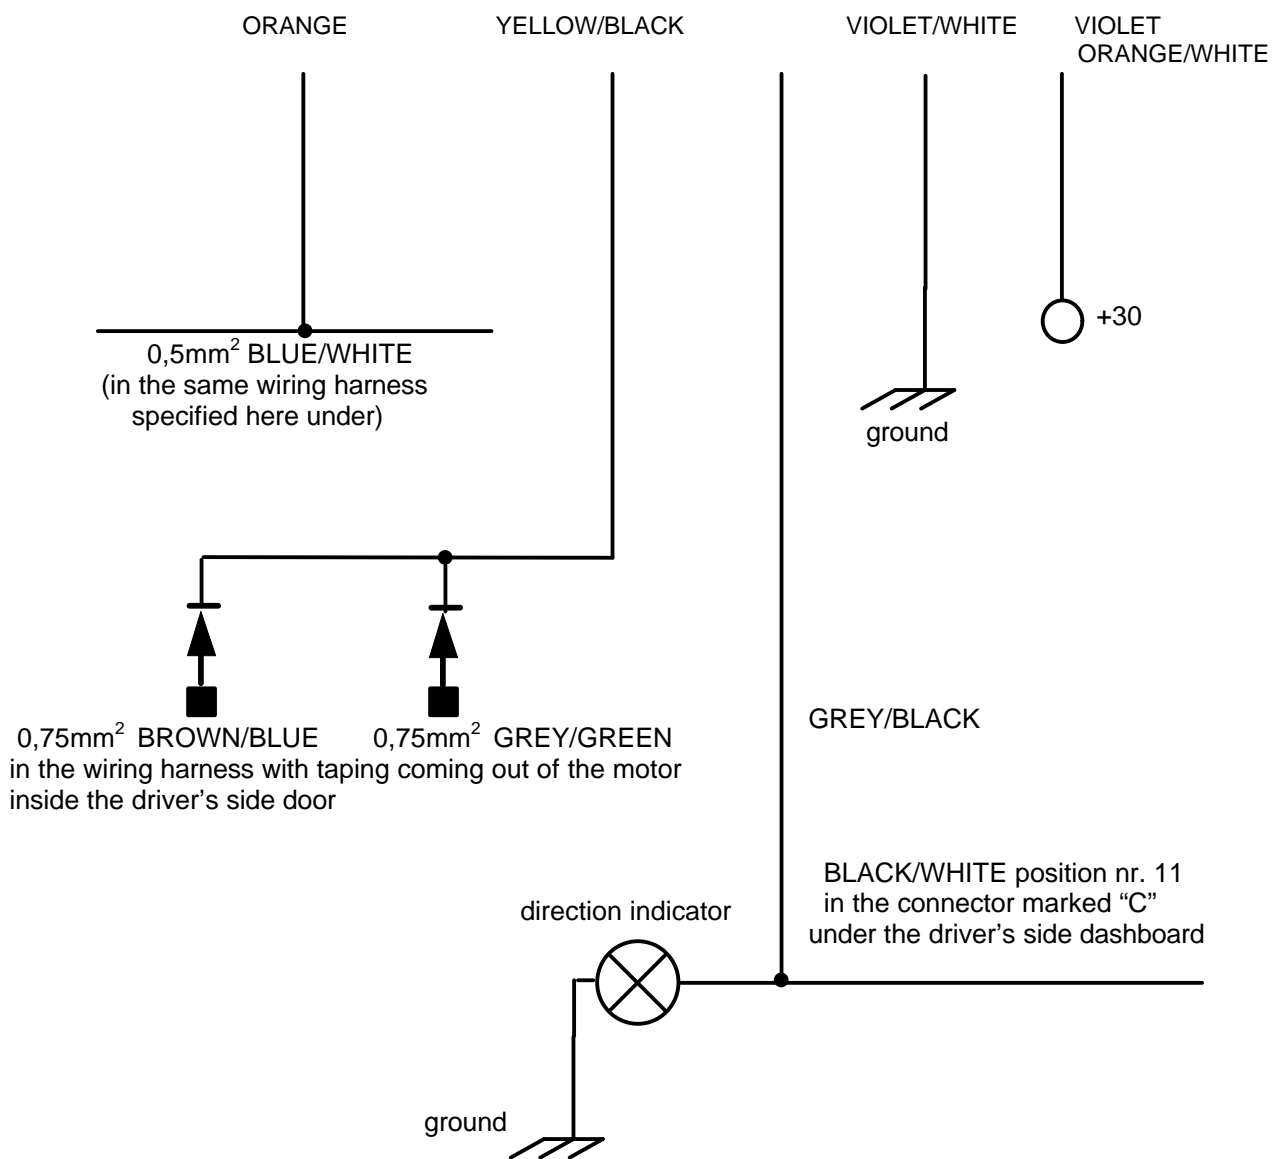 ORANGE
YELLOW/BLACK
VIOLET/WHITE
VIOLET
ORANGE/WHITE
+30
0,5mm² BLUE/WHITE
(in the same wiring harness
specified here under)
ground
0,75mm² BROWN/BLUE
0,75mm² GREY/GREEN
in the wiring harness with taping coming out of the motor
inside the driver’s side door
GREY/BLACK
BLACK/WHITE position nr. 11
in the connector marked “C”
under the driver’s side dashboard
direction indicator
ground